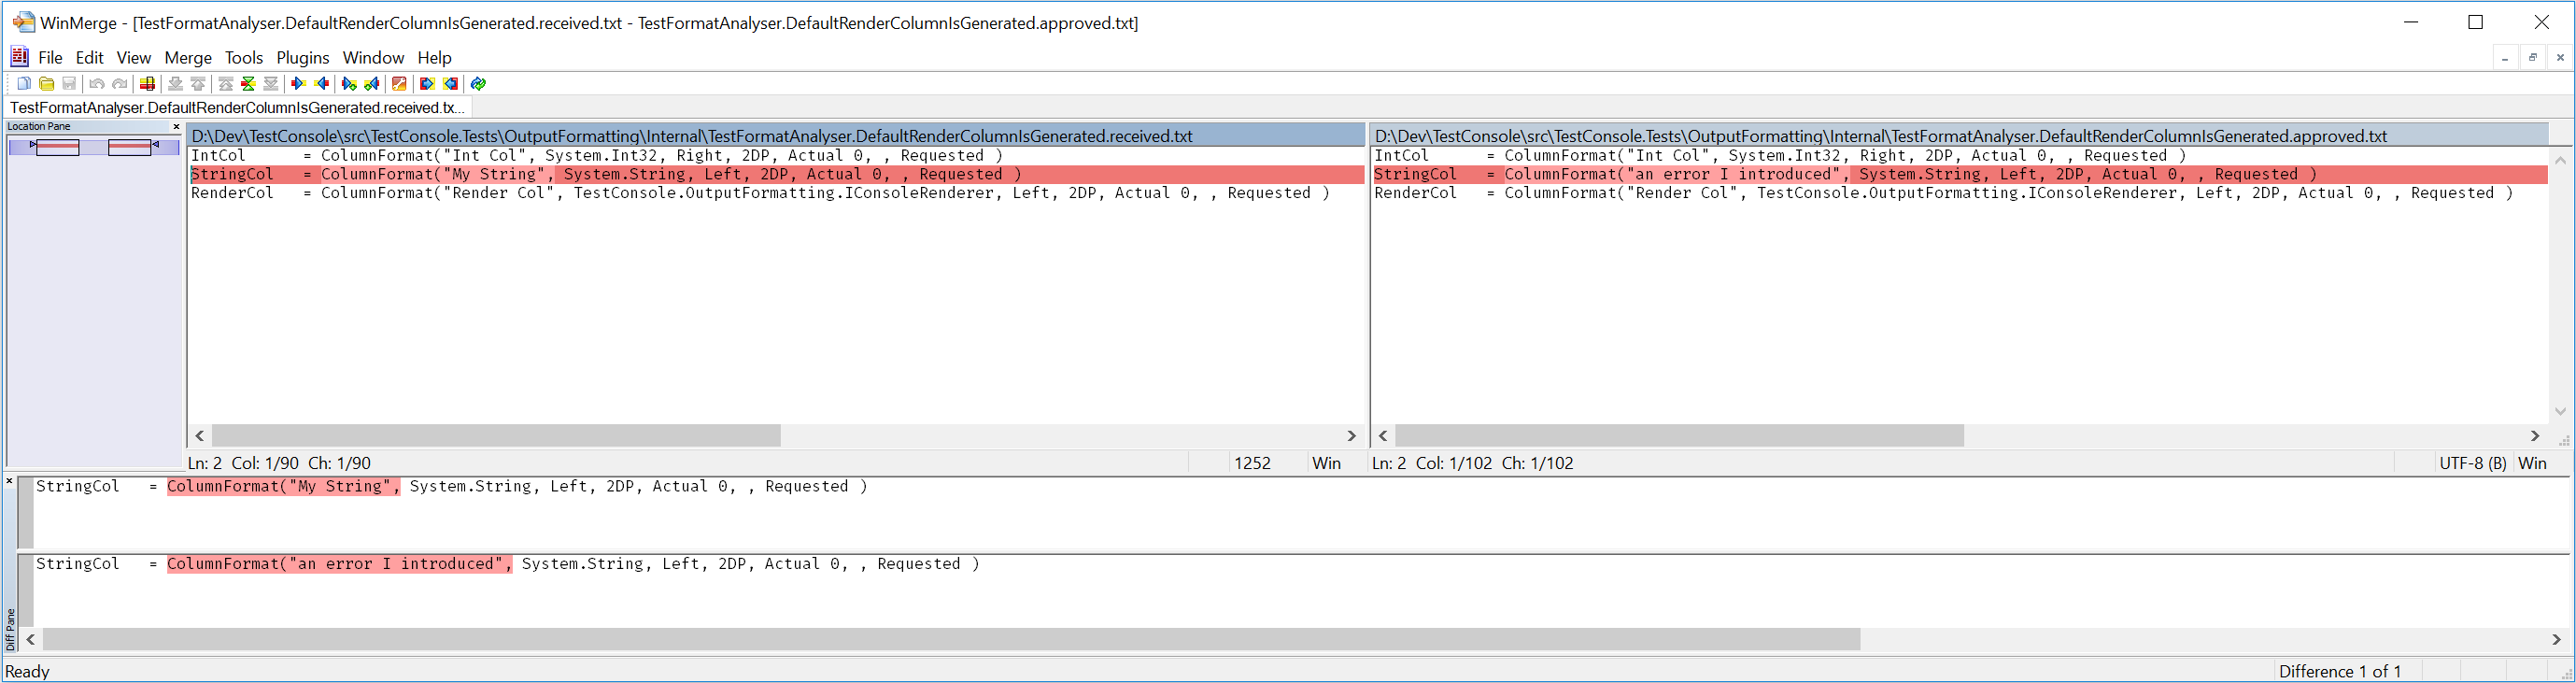 WinMerge - [TestFormatAnalyser.DefaultRenderColumnIsGenerated.received.txt - TestFormatAnalyser.DefaultRenderColumnIsGenerated.approved.txt]
File Edit View Merge Tools Plugins Window Help
TestFormatAnalyser.DefaultRenderColumnIsGenerated.received.tx...
Location Pane
D:\Dev\TestConsole\src\TestConsole.Tests\OutputFormatting\Internal\TestFormatAnalyser.DefaultRenderColumnIsGenerated.received.txt
IntCol = ColumnFormat("Int Col", System.Int32, Right, 2DP, Actual 0, , Requested )
StringCol = ColumnFormat("My String", System.String, Left, 2DP, Actual 0, , Requested )
RenderCol = ColumnFormat("Render Col", TestConsole.OutputFormatting.IConsoleRenderer, Left, 2DP, Actual 0, , Requested )
Ln: 2 Col: 1/90 Ch: 1/90 1252 Win
D:\Dev\TestConsole\src\TestConsole.Tests\OutputFormatting\Internal\TestFormatAnalyser.DefaultRenderColumnIsGenerated.approved.txt
IntCol = ColumnFormat("Int Col", System.Int32, Right, 2DP, Actual 0, , Requested )
StringCol = ColumnFormat("an error I introduced", System.String, Left, 2DP, Actual 0, , Requested )
RenderCol = ColumnFormat("Render Col", TestConsole.OutputFormatting.IConsoleRenderer, Left, 2DP, Actual 0, , Requested )
Ln: 2 Col: 1/102 Ch: 1/102 UTF-8 (B) Win
StringCol = ColumnFormat("My String", System.String, Left, 2DP, Actual 0, , Requested )
StringCol = ColumnFormat("an error I introduced", System.String, Left, 2DP, Actual 0, , Requested )
Diff Pane
Ready Difference 1 of 1